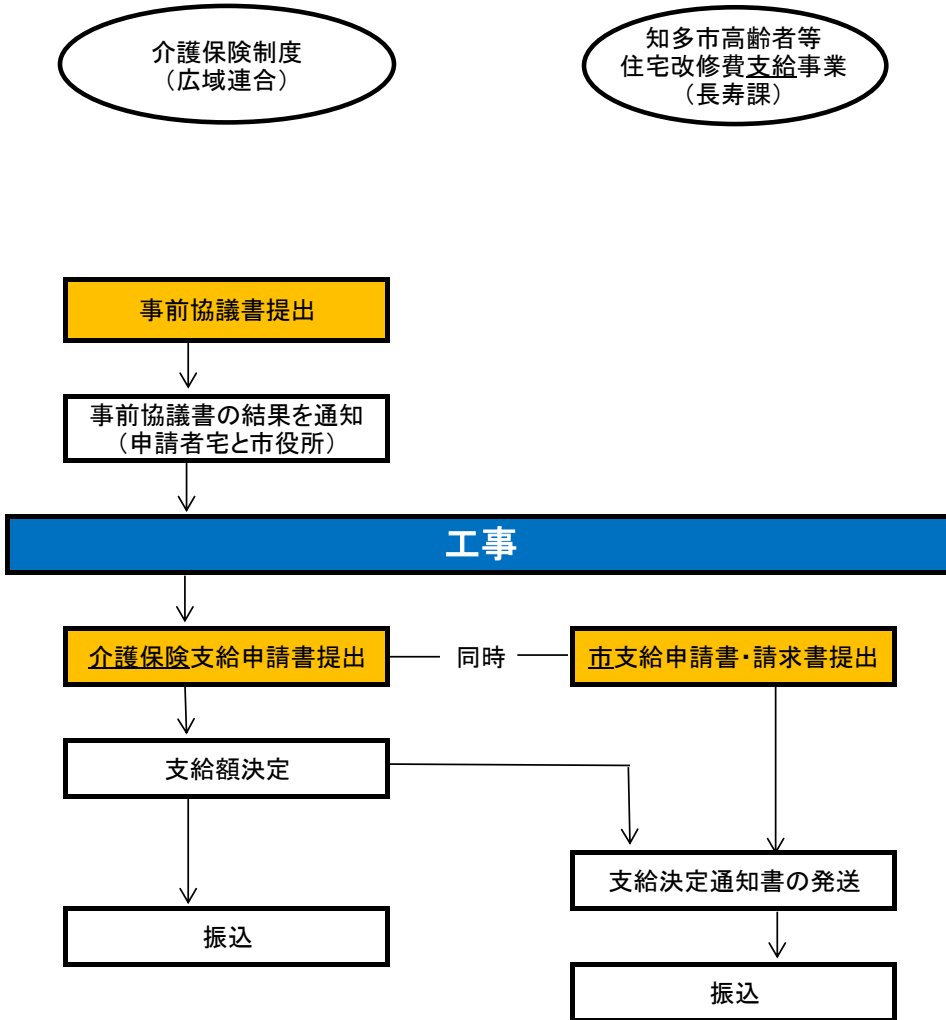 介護保険制度
（広域連合）
知多市高齢者等
住宅改修費支給事業
（長寿課）
事前協議書提出
事前協議書の結果を通知
（申請者宅と市役所）
工事
介護保険支給申請書提出
同時
市支給申請書・請求書提出
支給額決定
支給決定通知書の発送
振込
振込